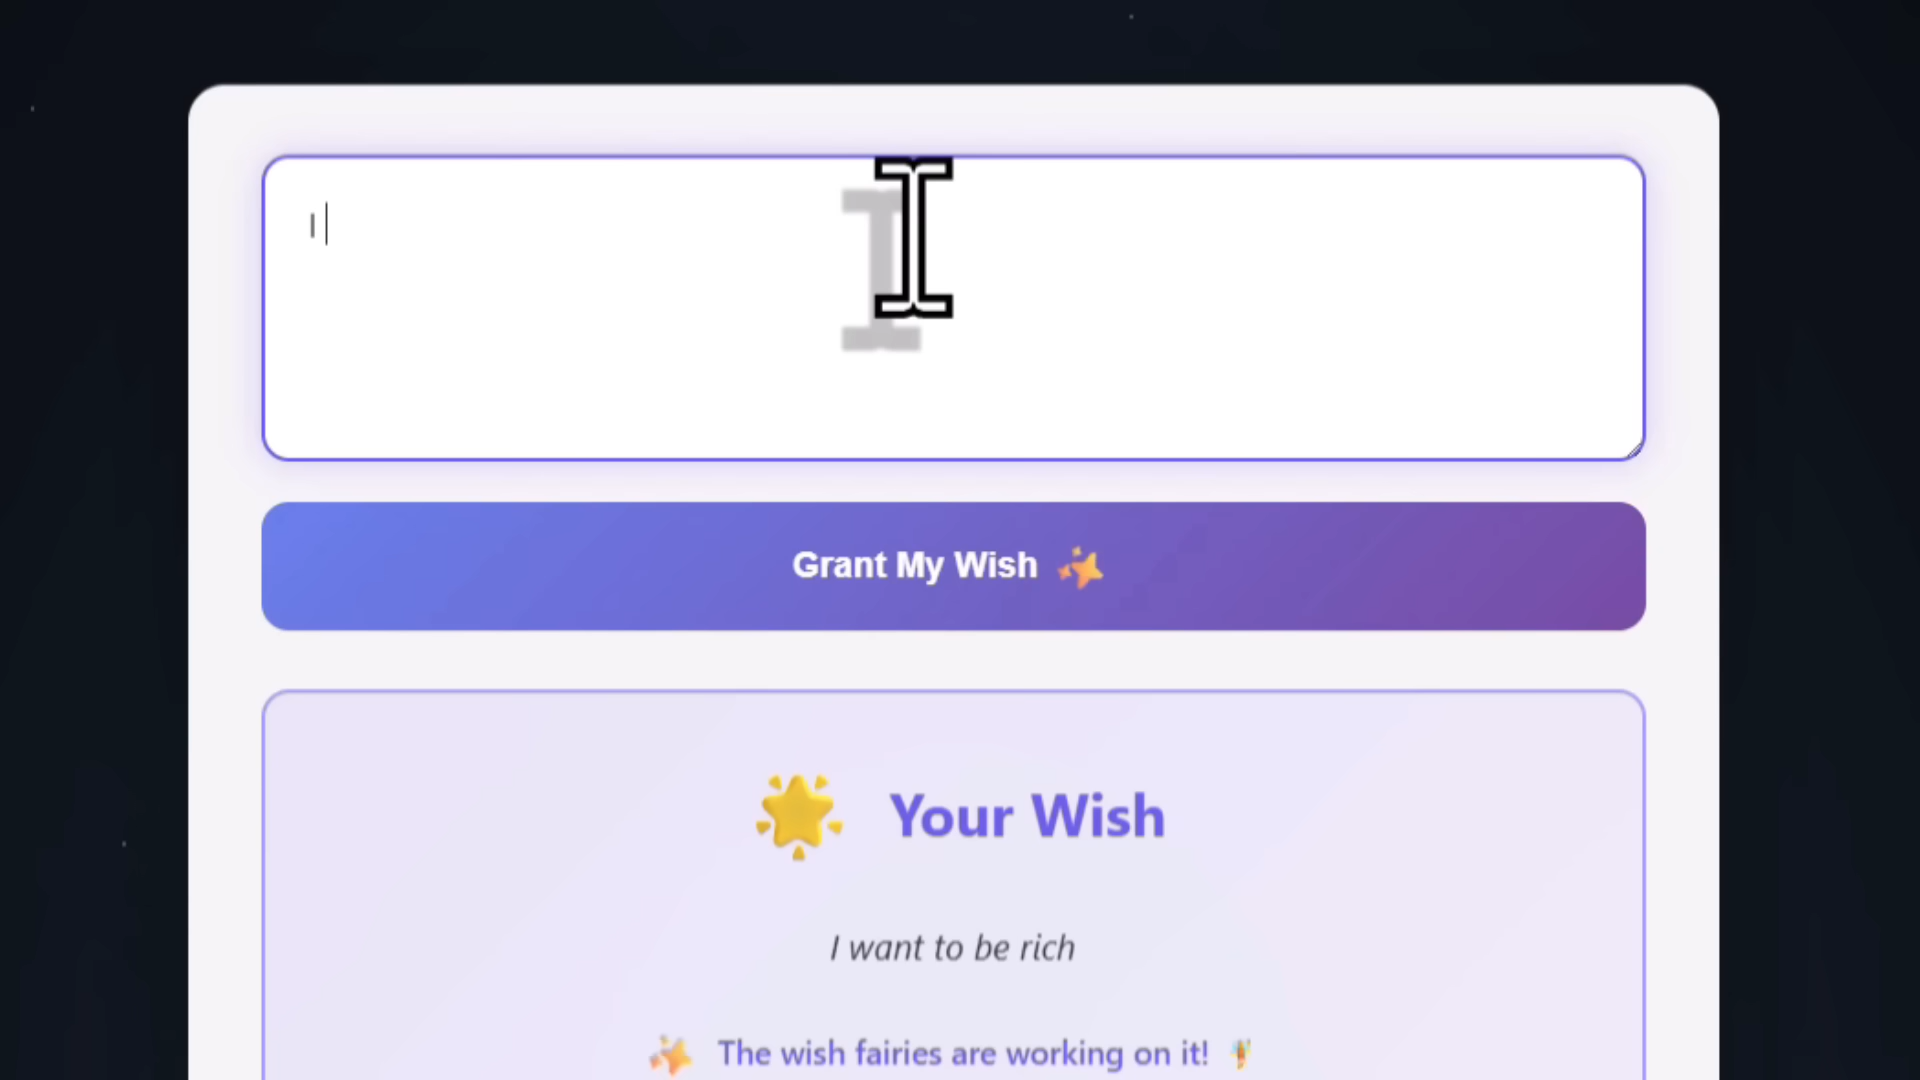 I
Grant My Wish
Your Wish
I want to be rich
The wish fairies are working on it!